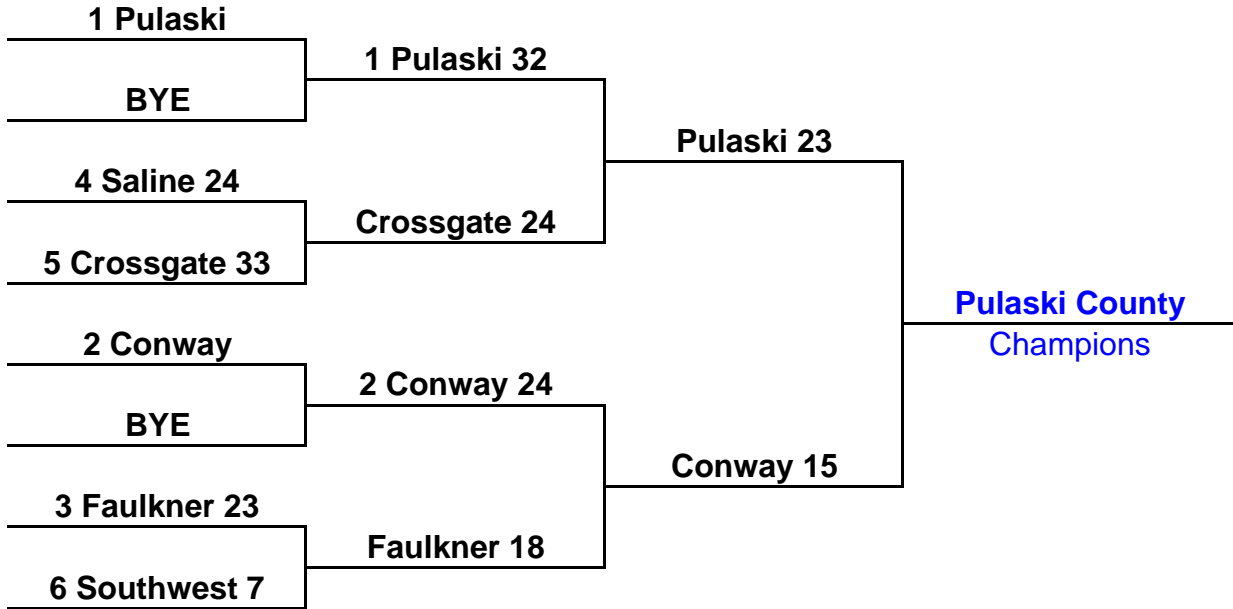 1 Pulaski
1 Pulaski 32
BYE
Pulaski 23
4 Saline 24
Crossgate 24
5 Crossgate 33
Pulaski County
Champions
2 Conway
2 Conway 24
BYE
Conway 15
3 Faulkner 23
Faulkner 18
6 Southwest 7